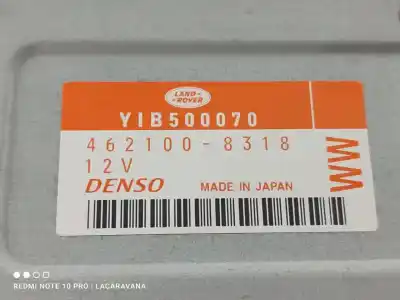 LAND-
ROVER
YIB500070
462100-8318
12V
WW
DENSO
MADE IN JAPAN
REDMI NOTE 10 PRO | LACARAVANA